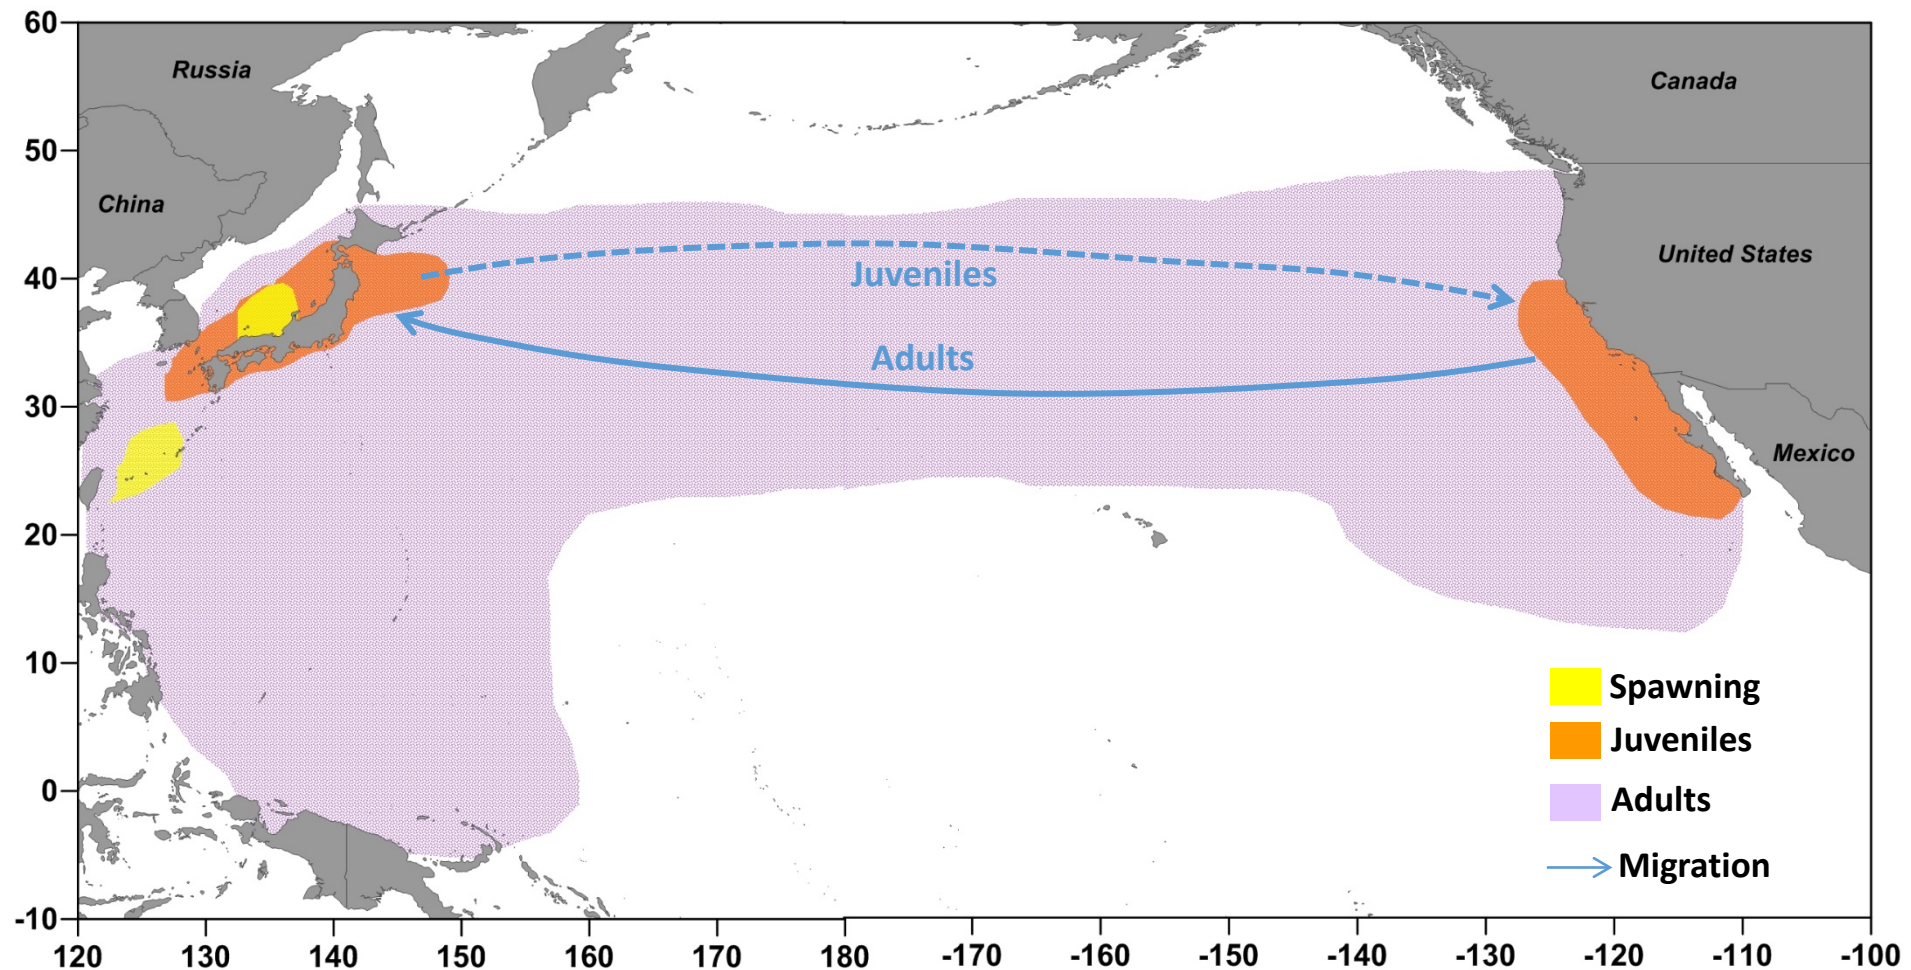 60
50
40
30
20
10
0
-10
120 130 140 150 160 170 180 -170 -160 -150 -140 -130 -120 -110 -100
Russia
Canada
China
United States
Juveniles
Adults
Mexico
Spawning
Juveniles
Adults
Migration